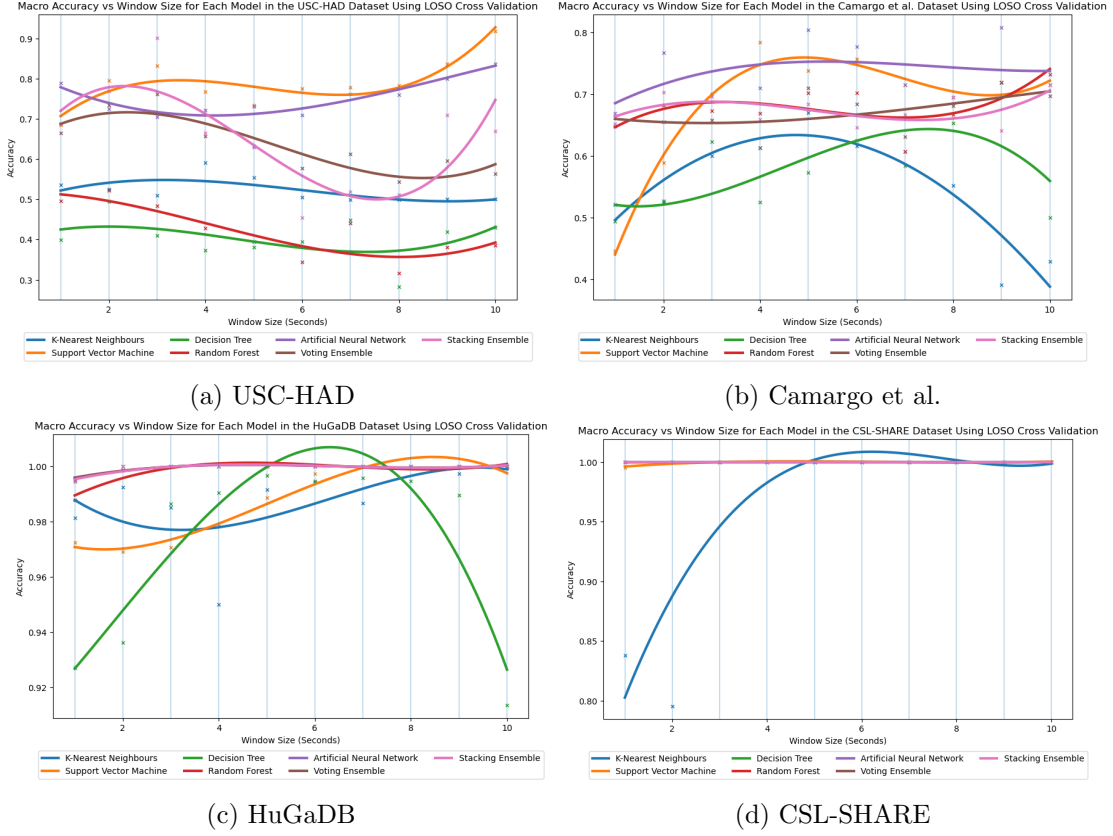 Macro Accuracy vs Window Size for Each Model in the USC-HAD Dataset Using LOSO Cross Validation
Accuracy
0.9
0.8
0.7
0.6
0.5
0.4
0.3
2 4 6 8 10
Window Size (Seconds)
K-Nearest Neighbours Decision Tree Artificial Neural Network Stacking Ensemble
Support Vector Machine Random Forest Voting Ensemble
(a) USC-HAD
Macro Accuracy vs Window Size for Each Model in the Camargo et al. Dataset Using LOSO Cross Validation
Accuracy
0.8
0.7
0.6
0.5
0.4
2 4 6 8 10
Window Size (Seconds)
K-Nearest Neighbours Decision Tree Artificial Neural Network Stacking Ensemble
Support Vector Machine Random Forest Voting Ensemble
(b) Camargo et al.
Macro Accuracy vs Window Size for Each Model in the HuGaDB Dataset Using LOSO Cross Validation
Accuracy
1.00
0.98
0.96
0.94
0.92
2 4 6 8 10
Window Size (Seconds)
K-Nearest Neighbours Decision Tree Artificial Neural Network Stacking Ensemble
Support Vector Machine Random Forest Voting Ensemble
(c) HuGaDB
Macro Accuracy vs Window Size for Each Model in the CSL-SHARE Dataset Using LOSO Cross Validation
Accuracy
1.00
0.95
0.90
0.85
0.80
2 4 6 8 10
Window Size (Seconds)
K-Nearest Neighbours Decision Tree Artificial Neural Network Stacking Ensemble
Support Vector Machine Random Forest Voting Ensemble
(d) CSL-SHARE